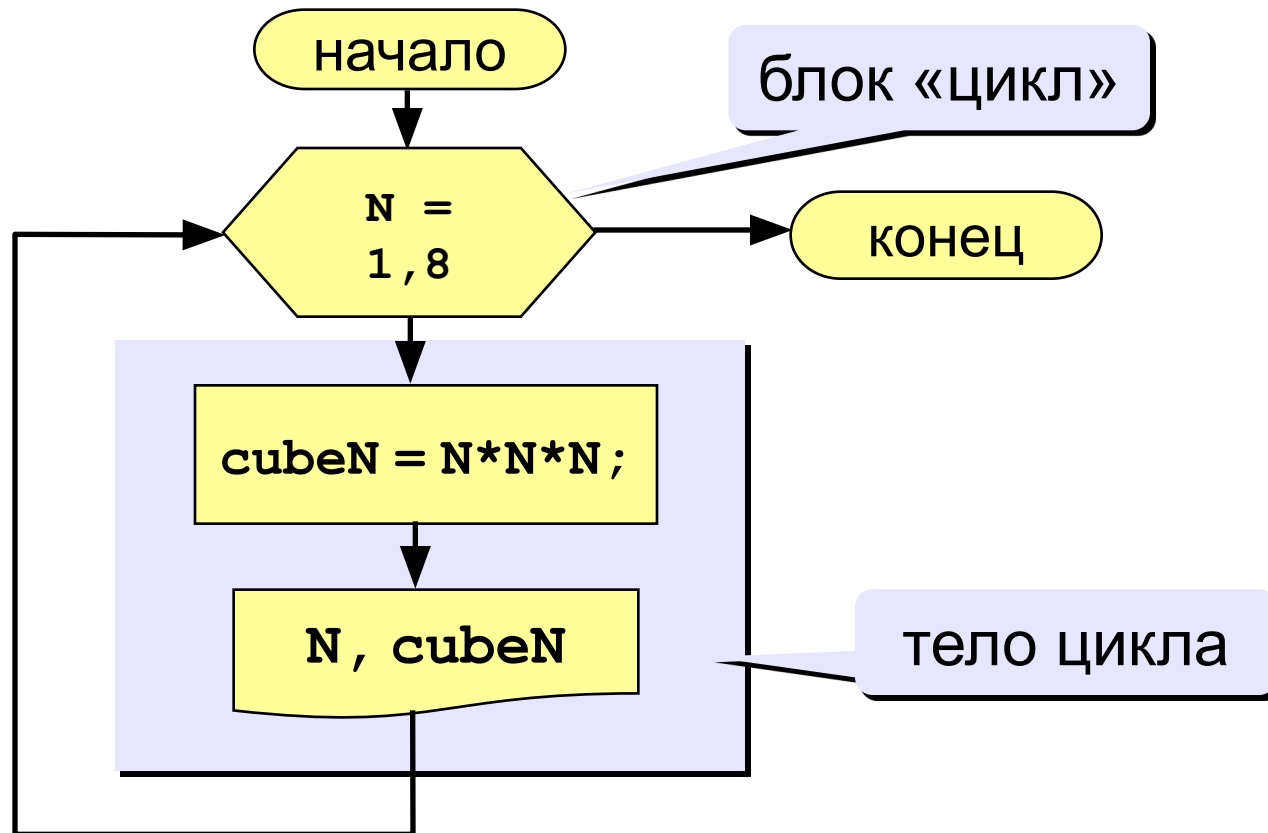 начало
блок «цикл»
N =
1,8
конец
cubeN = N*N*N;
N, cubeN
тело цикла